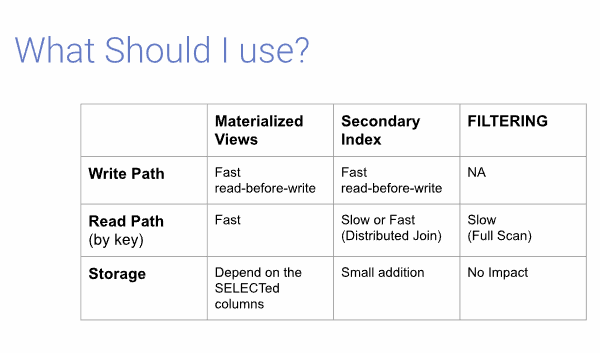 What Should I use?
Materialized Views
Secondary Index
FILTERING
Write Path
Fast
read-before-write
Fast
read-before-write
NA
Read Path
(by key)
Fast
Slow or Fast
(Distributed Join)
Slow
(Full Scan)
Storage
Depend on the
SELECTed
columns
Small addition
No Impact